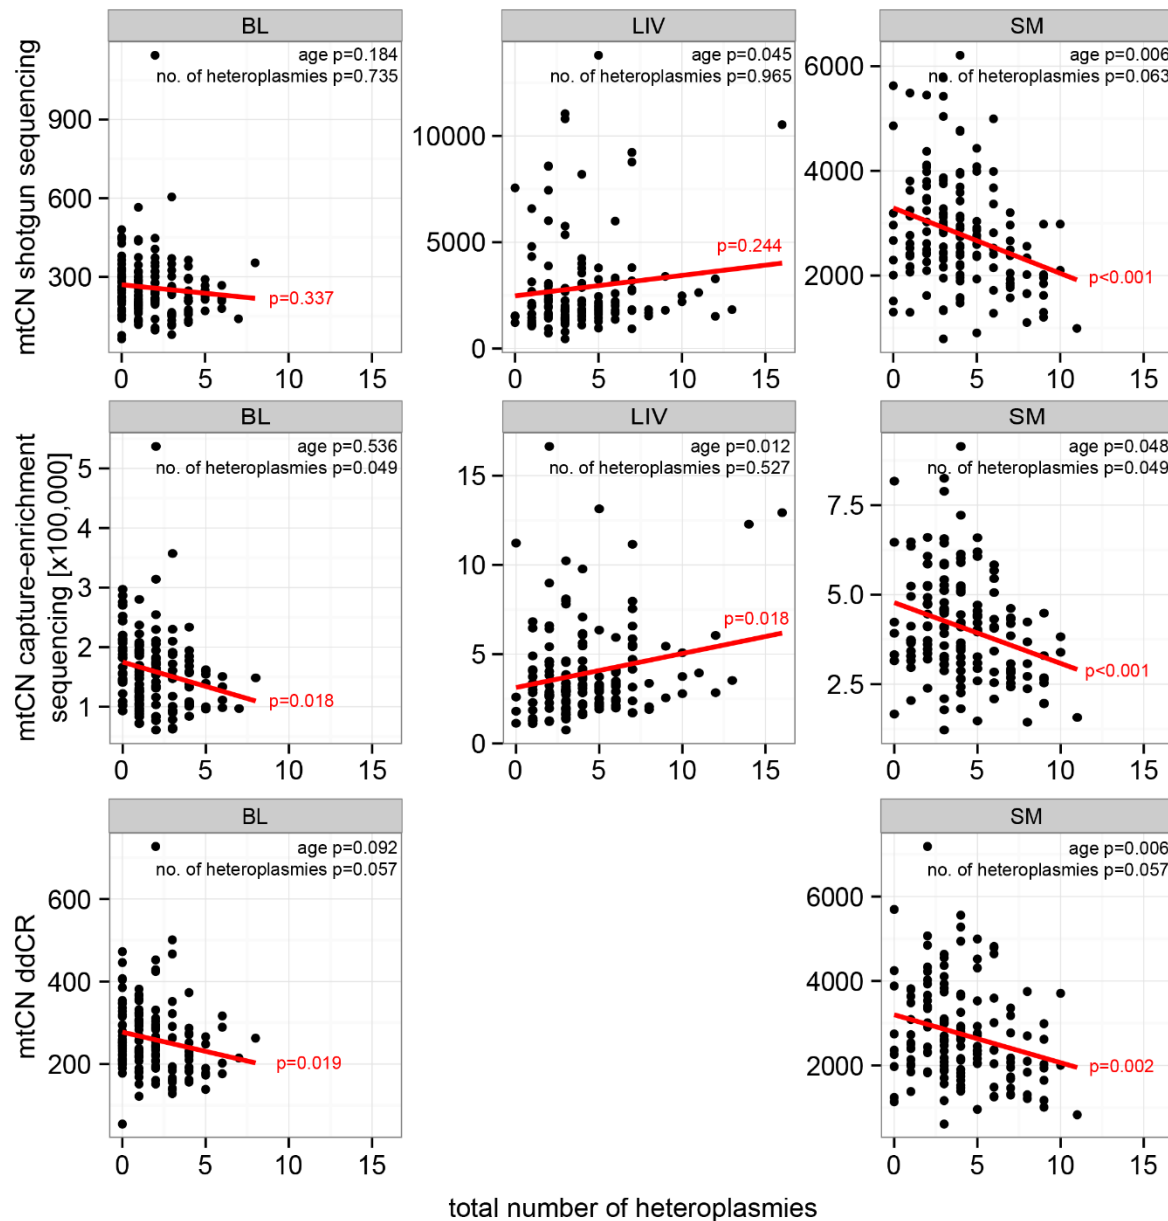 BL
LIV
SM
mtCN shotgun sequencing
age p=0.184
no. of heteroplasmies p=0.735
900
600
300
p=0.337
0 5 10 15
age p=0.045
no. of heteroplasmies p=0.965
10000
5000
0
p=0.244
0 5 10 15
age p=0.006
no. of heteroplasmies p=0.063
6000
4000
2000
p<0.001
0 5 10 15
BL
LIV
SM
mtCN capture-enrichment
sequencing [x100,000]
age p=0.536
no. of heteroplasmies p=0.049
5
4
3
2
1
p=0.018
0 5 10 15
age p=0.012
no. of heteroplasmies p=0.527
15
10
5
0
p=0.018
0 5 10 15
age p=0.048
no. of heteroplasmies p=0.049
7.5
5.0
2.5
p<0.001
0 5 10 15
BL
SM
mtCN ddCR
age p=0.092
no. of heteroplasmies p=0.057
600
400
200
p=0.019
0 5 10 15
age p=0.006
no. of heteroplasmies p=0.057
6000
4000
2000
p=0.002
0 5 10 15
total number of heteroplasmies